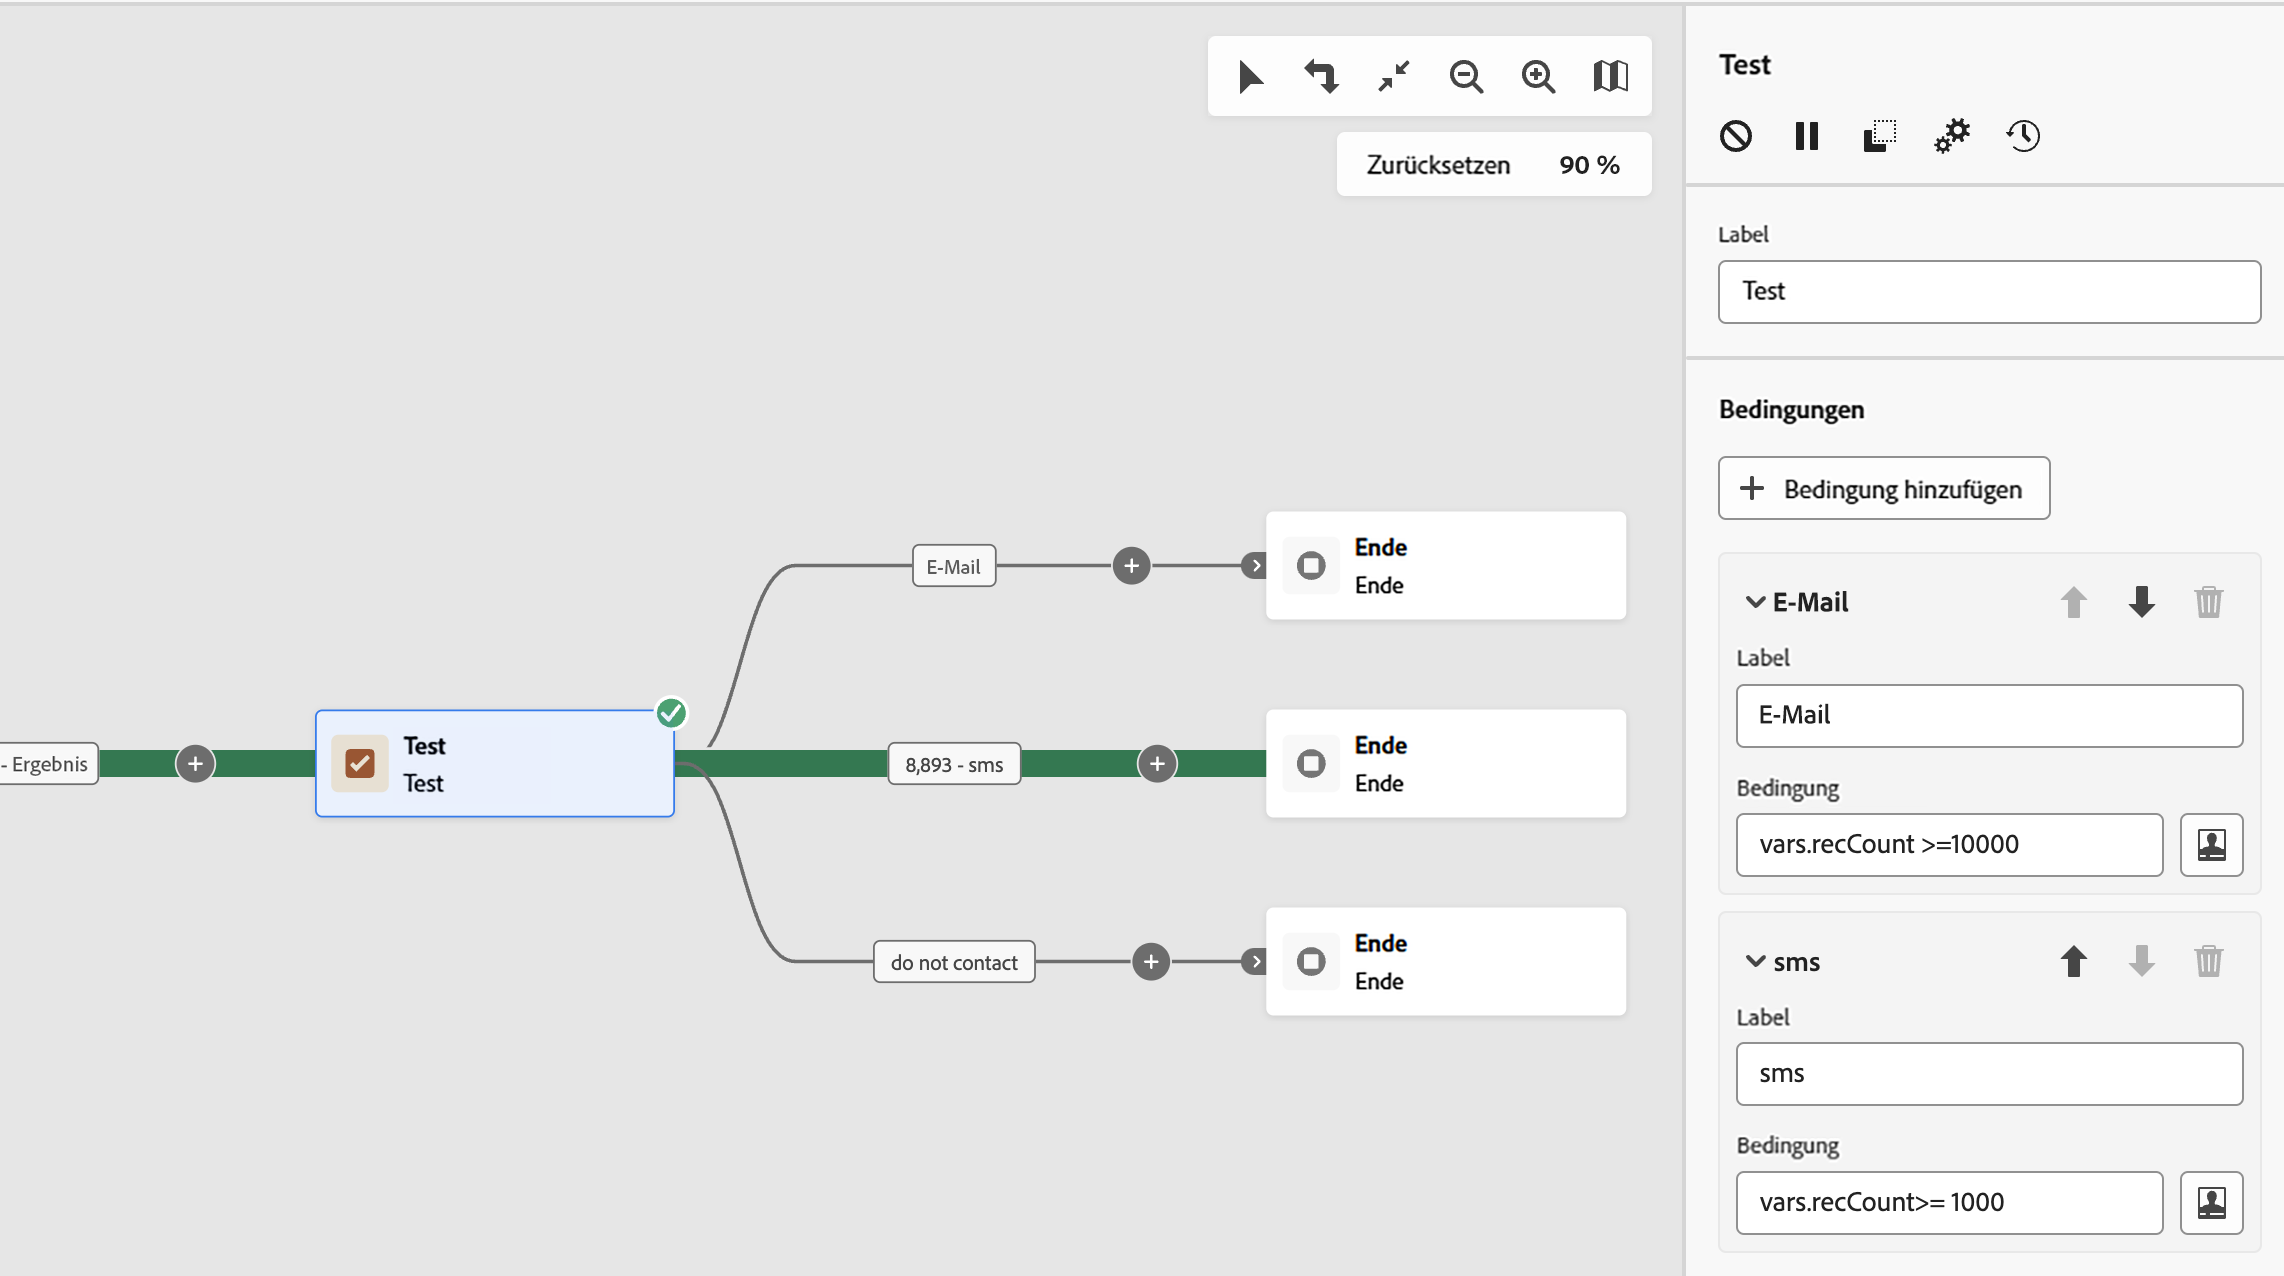 Zurücksetzen 90 %
E-Mail
Ende
Ende
- Ergebnis
Test
Test
8,893 - sms
Ende
Ende
do not contact
Ende
Ende
Test
Label
Test
Bedingungen
Bedingung hinzufügen
E-Mail
Label
E-Mail
Bedingung
vars.recCount >=10000
sms
Label
sms
Bedingung
vars.recCount>= 1000